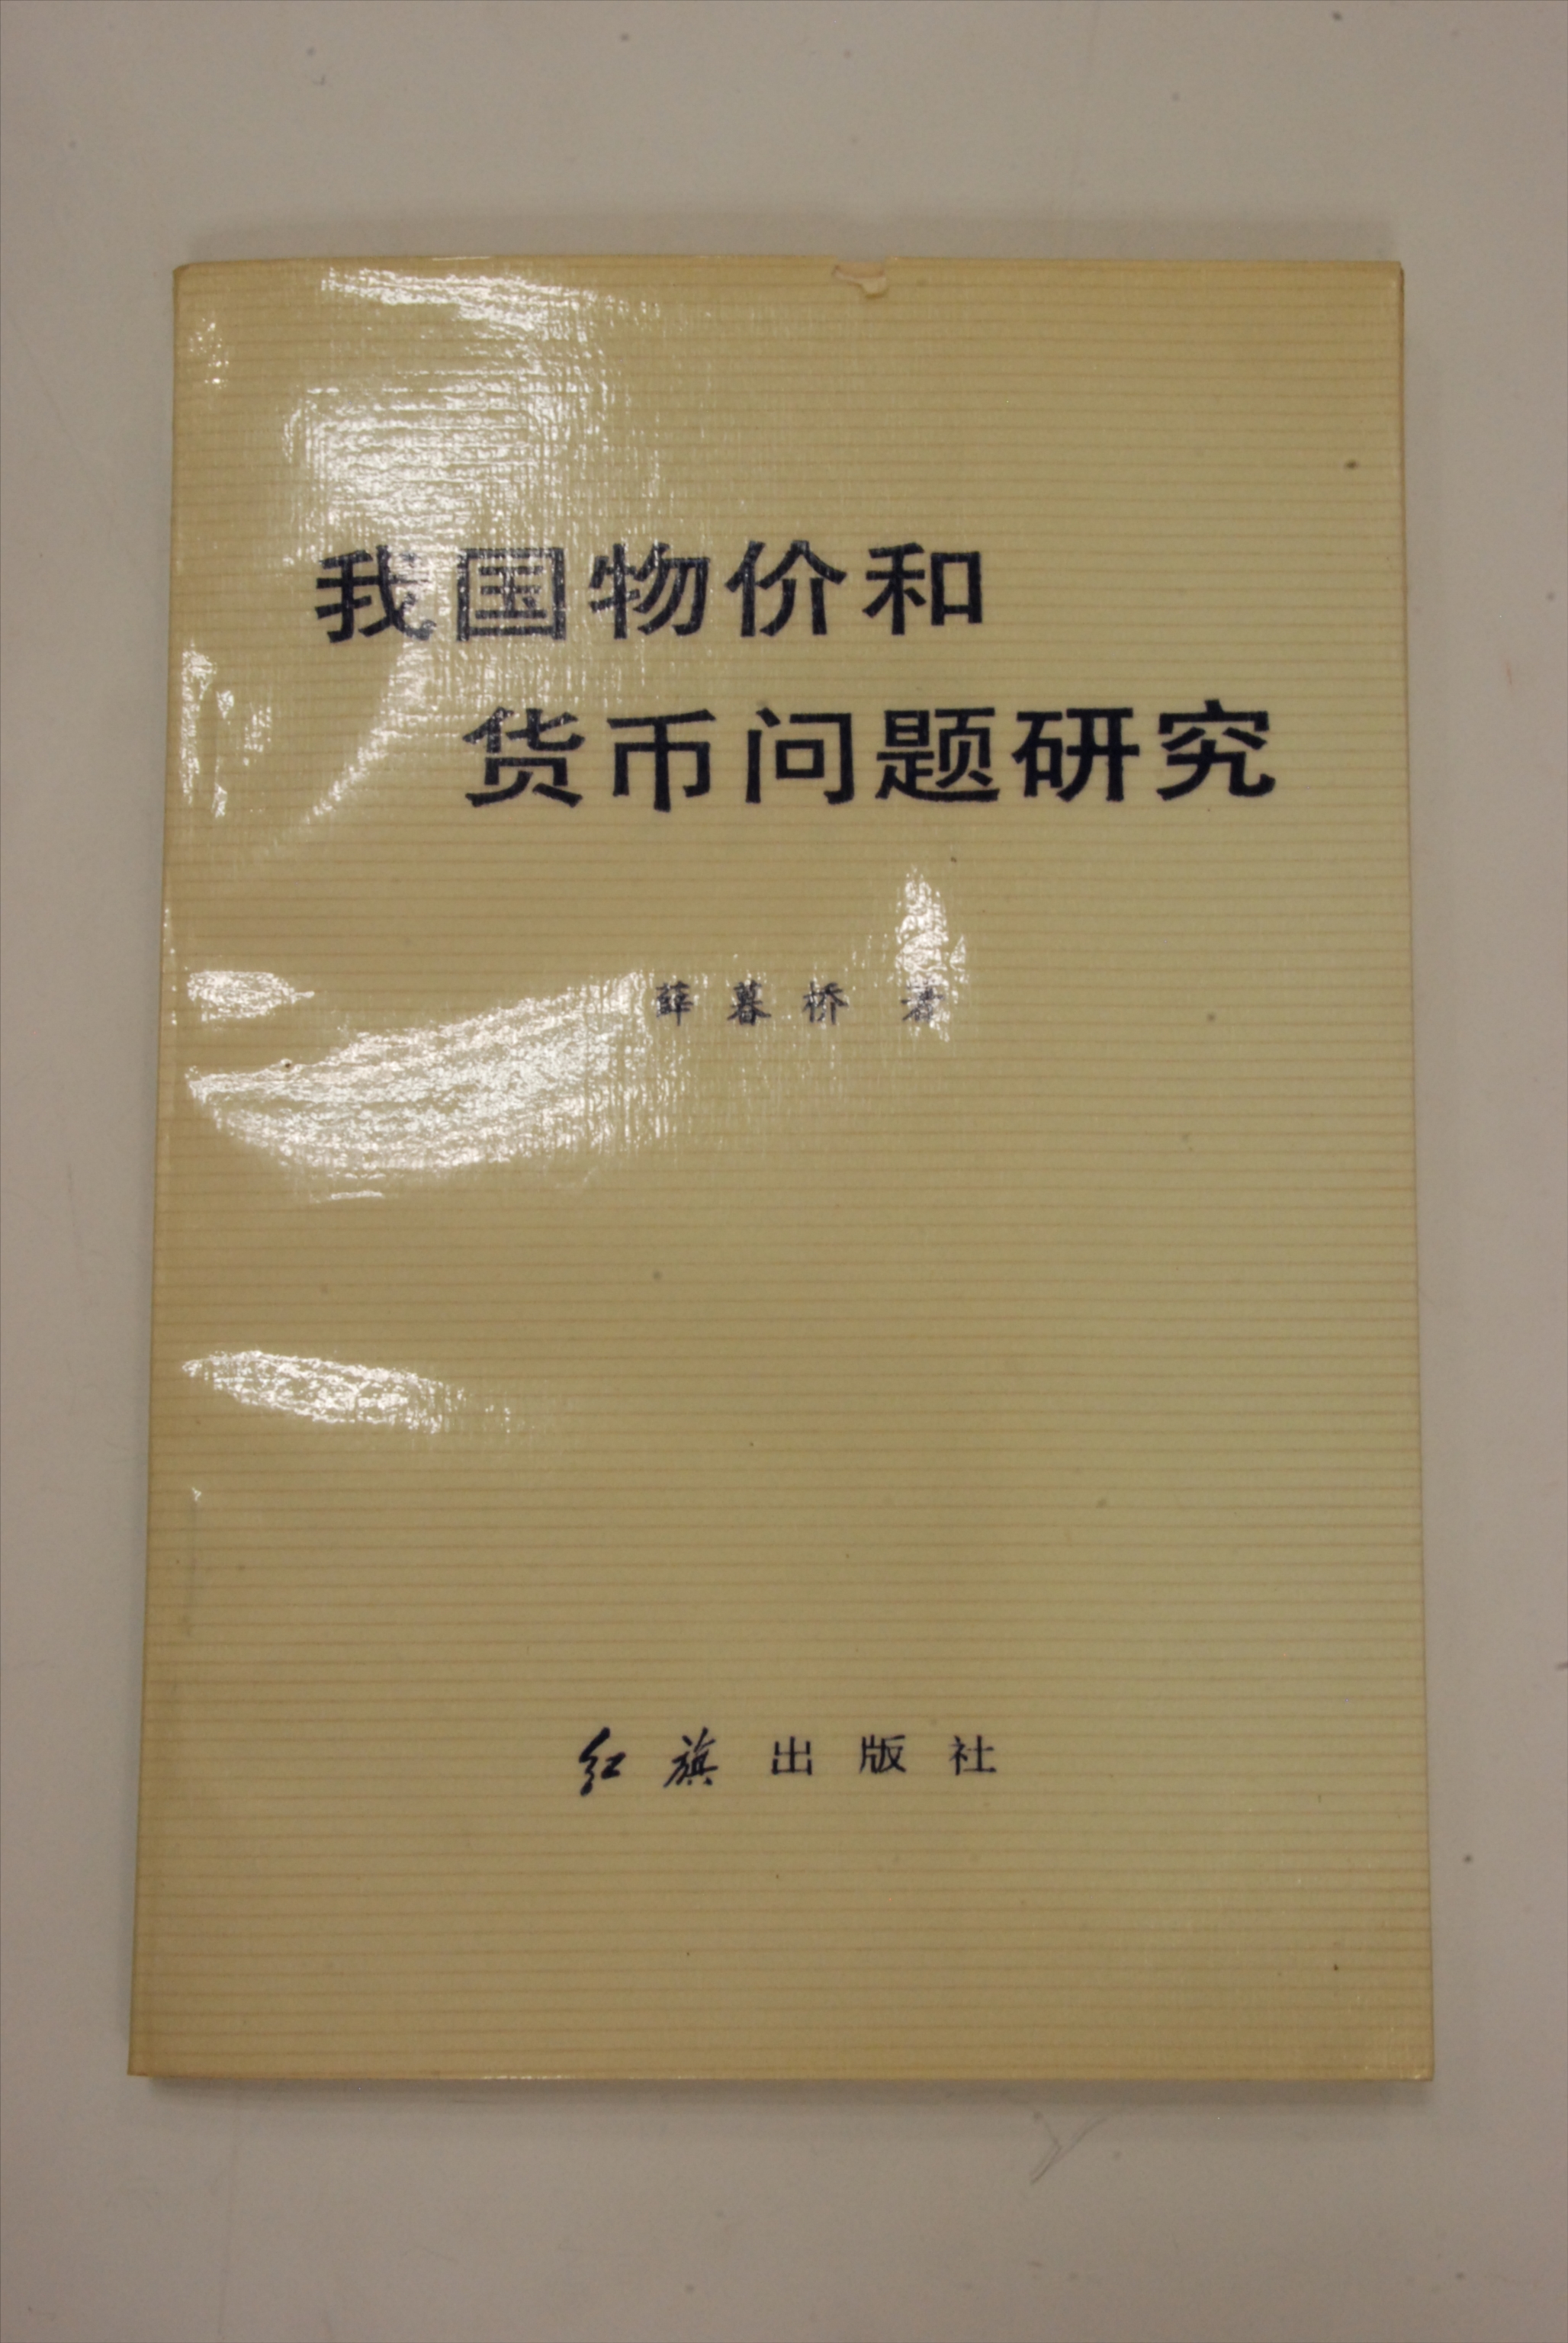 我国物价和
货币问题研究
薛暮桥 著
红旗出版社